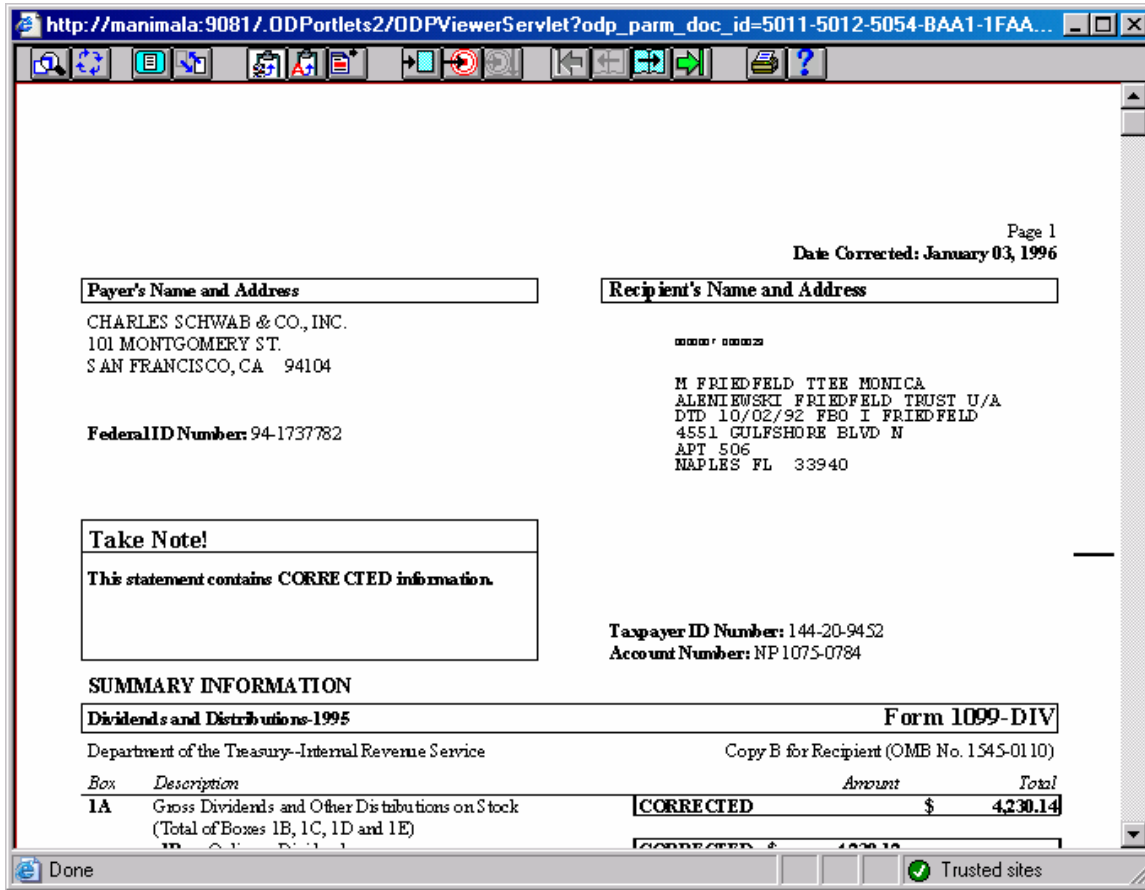 http://manimala:9081/.ODPortlets2/ODPViewerServlet?odp_parm_doc_id=5011-5012-5054-BAA1-1FAA...
Page 1
Date Corrected: January 03, 1996
Payer's Name and Address
Recipient's Name and Address
CHARLES SCHWAB & CO., INC.
101 MONTGOMERY ST.
SAN FRANCISCO, CA 94104
Federal ID Number: 94-1737782
M FRIEDFELD TTEE MONICA
ALENIEWSKI FRIEDFELD TRUST U/A
DTD 10/02/92 FBO I FRIEDFELD
4551 GULFSHORE BLVD N
APT 506
NAPLES FL 33940
Take Note!
This statement contains CORRECTED information.
Taxpayer ID Number: 144-20-9452
Account Number: NP 1075-0784
SUMMARY INFORMATION
Dividends and Distributions-1995 Form 1099-DIV
Department of the Treasury--Internal Revenue Service Copy B for Recipient (OMB No. 1545-0110)
Box Description Amount Total
1A Gross Dividends and Other Distributions on Stock CORRECTED $ 4,230.14
(Total of Boxes 1B, 1C, 1D and 1E)
CORRECTED $
Done Trusted sites